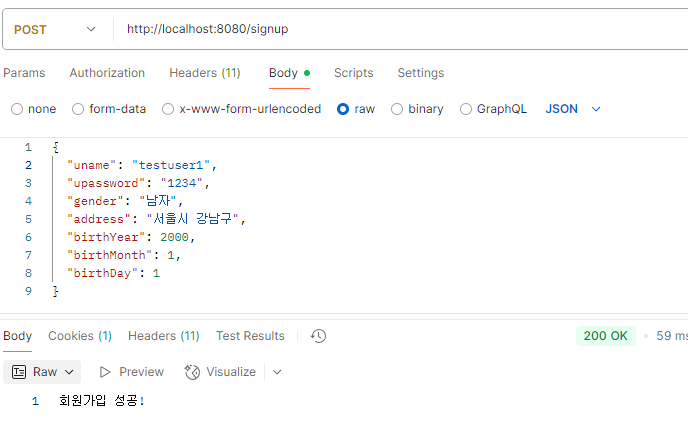 POST http://localhost:8080/signup
Params Authorization Headers (11) Body Scripts Settings
none form-data x-www-form-urlencoded raw binary GraphQL JSON
1 {
2 "uname": "testuser1",
3 "upassword": "1234",
4 "gender": "남자",
5 "address": "서울시 강남구",
6 "birthYear": 2000,
7 "birthMonth": 1,
8 "birthDay": 1
9 }
Body Cookies (1) Headers (11) Test Results 200 OK 59 ms
Raw Preview Visualize
1 회원가입 성공!